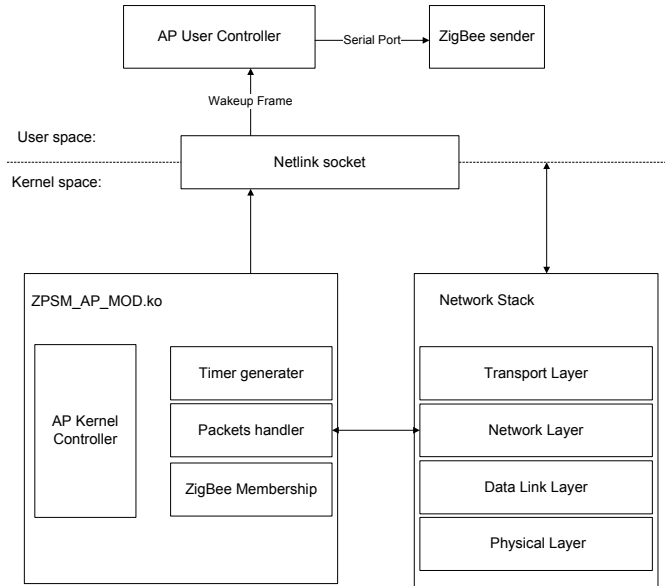 AP User Controller
Serial Port
ZigBee sender
Wakeup Frame
User space:
Netlink socket
Kernel space:
ZPSM_AP_MOD.ko
AP Kernel
Controller
Timer generater
Packets handler
ZigBee Membership
Network Stack
Transport Layer
Network Layer
Data Link Layer
Physical Layer